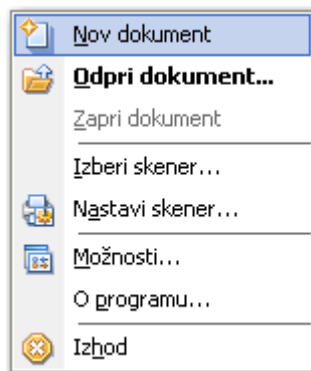 Nov dokument
Odpri dokument...
Zapri dokument
Izberi skener...
Nastavi skener...
Možnosti...
O programu...
Izhod